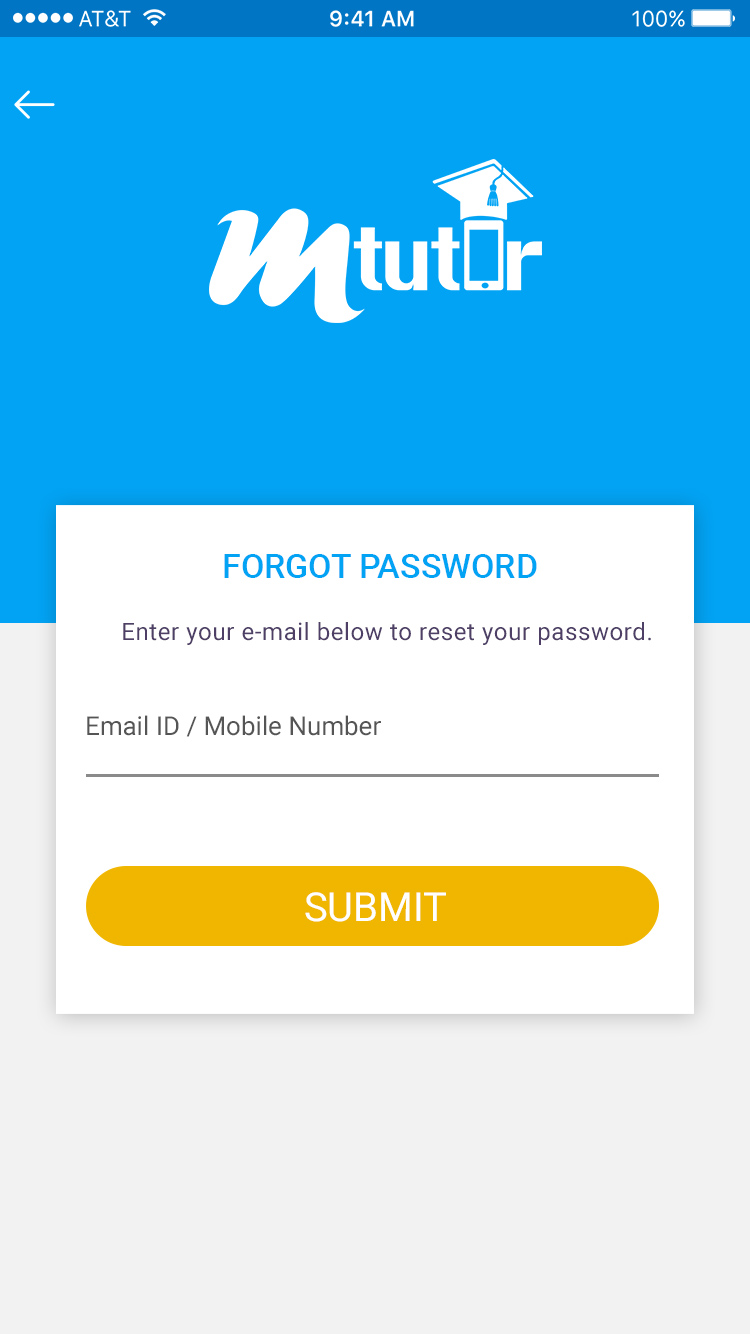 AT&T 9:41 AM 100%
Mtutor
FORGOT PASSWORD
Enter your e-mail below to reset your password.
Email ID / Mobile Number
SUBMIT